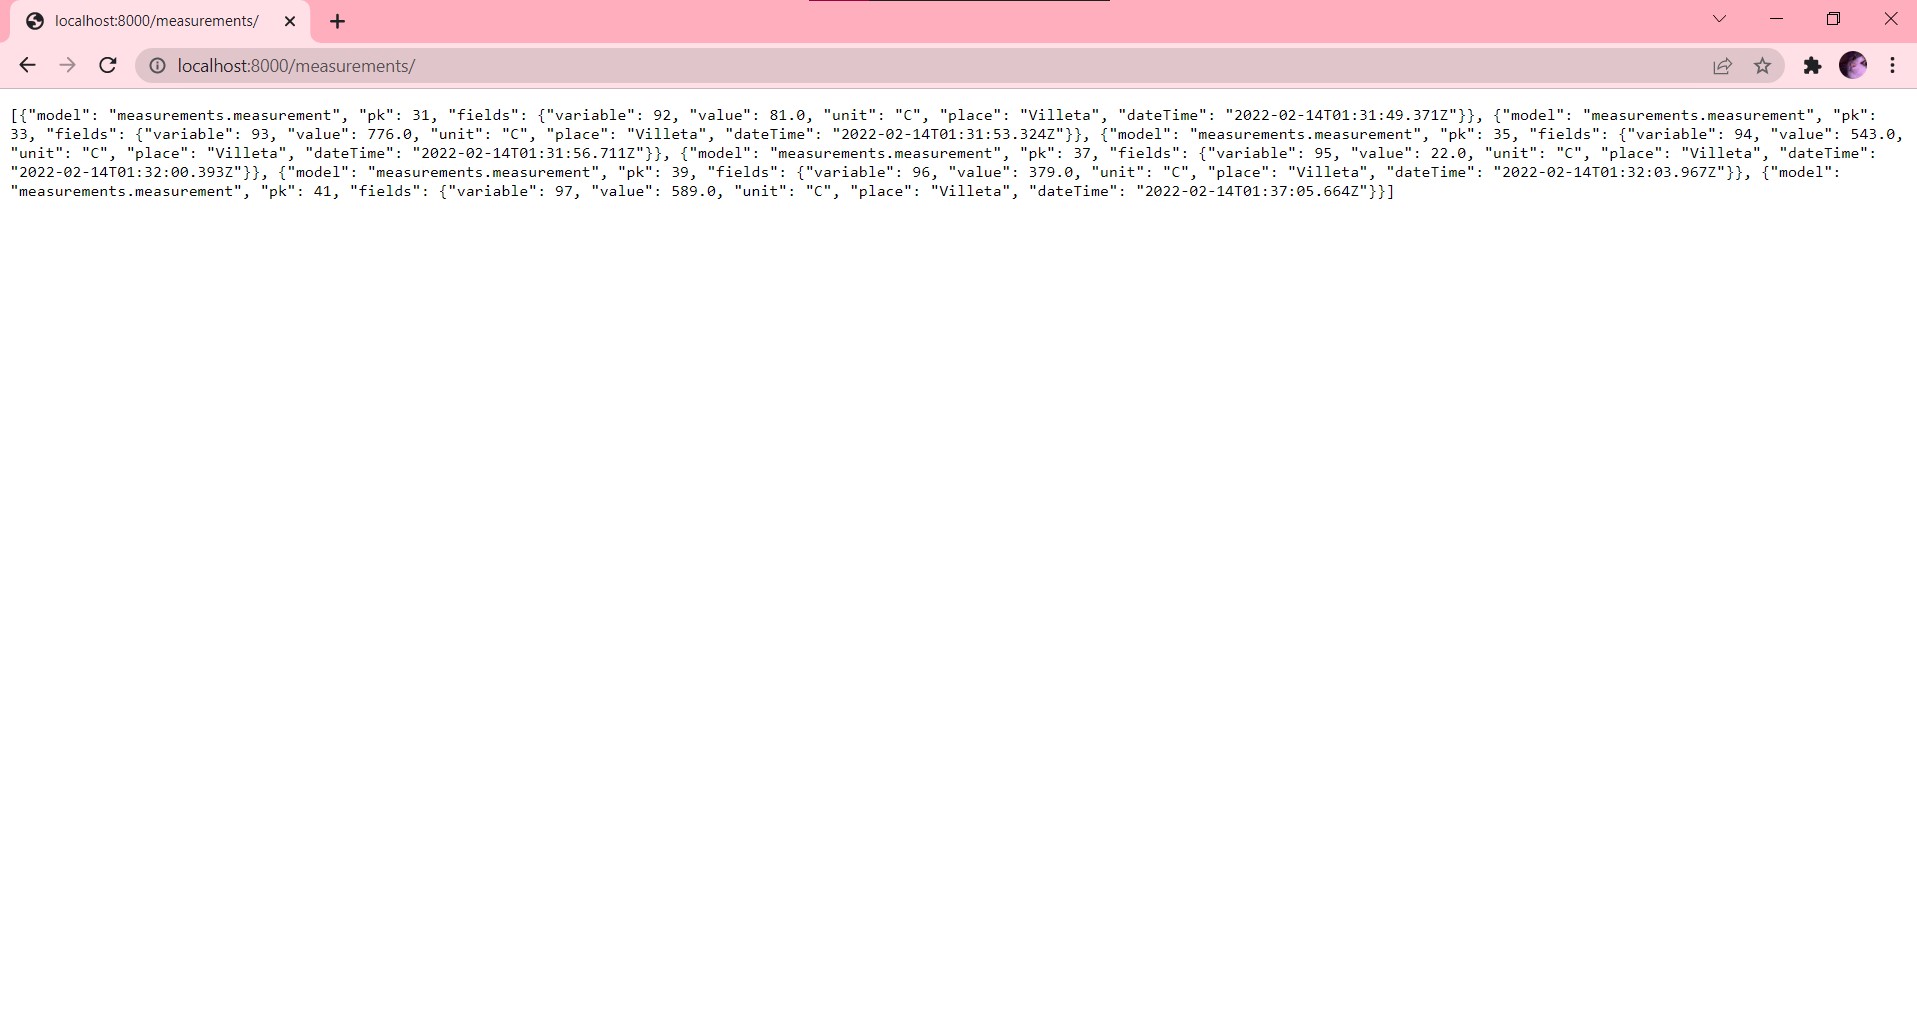 localhost:8000/measurements/
localhost:8000/measurements/
[{"model": "measurements.measurement", "pk": 31, "fields": {"variable": 92, "value": 81.0, "unit": "C", "place": "Villeta", "dateTime": "2022-02-14T01:31:49.371Z"}}, {"model": "measurements.measurement", "pk":
33, "fields": {"variable": 93, "value": 776.0, "unit": "C", "place": "Villeta", "dateTime": "2022-02-14T01:31:53.324Z"}}, {"model": "measurements.measurement", "pk": 35, "fields": {"variable": 94, "value": 543.0,
"unit": "C", "place": "Villeta", "dateTime": "2022-02-14T01:31:56.711Z"}}, {"model": "measurements.measurement", "pk": 37, "fields": {"variable": 95, "value": 22.0, "unit": "C", "place": "Villeta", "dateTime":
"2022-02-14T01:32:00.393Z"}}, {"model": "measurements.measurement", "pk": 39, "fields": {"variable": 96, "value": 379.0, "unit": "C", "place": "Villeta", "dateTime": "2022-02-14T01:32:03.967Z"}}, {"model":
"measurements.measurement", "pk": 41, "fields": {"variable": 97, "value": 589.0, "unit": "C", "place": "Villeta", "dateTime": "2022-02-14T01:37:05.664Z"}}]